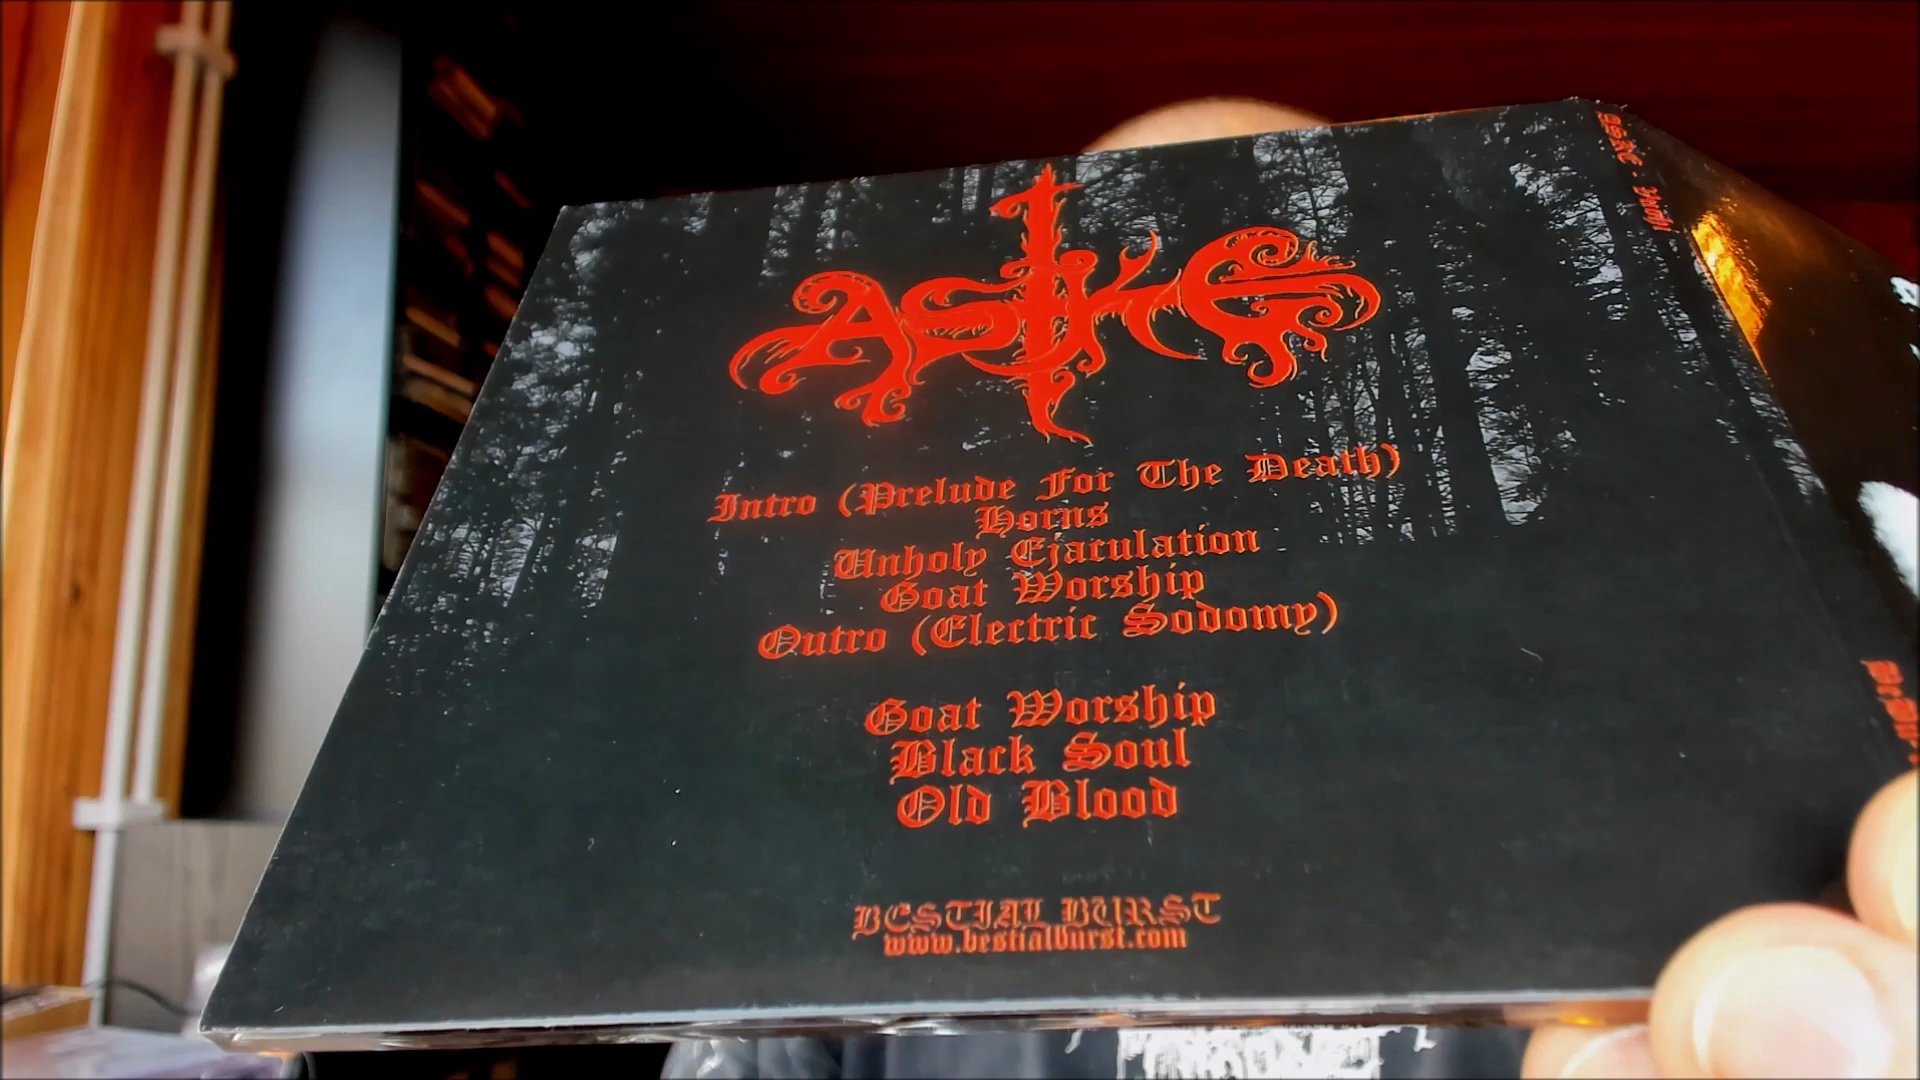 ASKE
Intro (Prelude For The Death)
Horns
Unholy Ejaculation
Goat Worship
Outro (Electric Sodomy)
Goat Worship
Black Soul
Old Blood
BESTIAL BURST
www.bestialburst.com